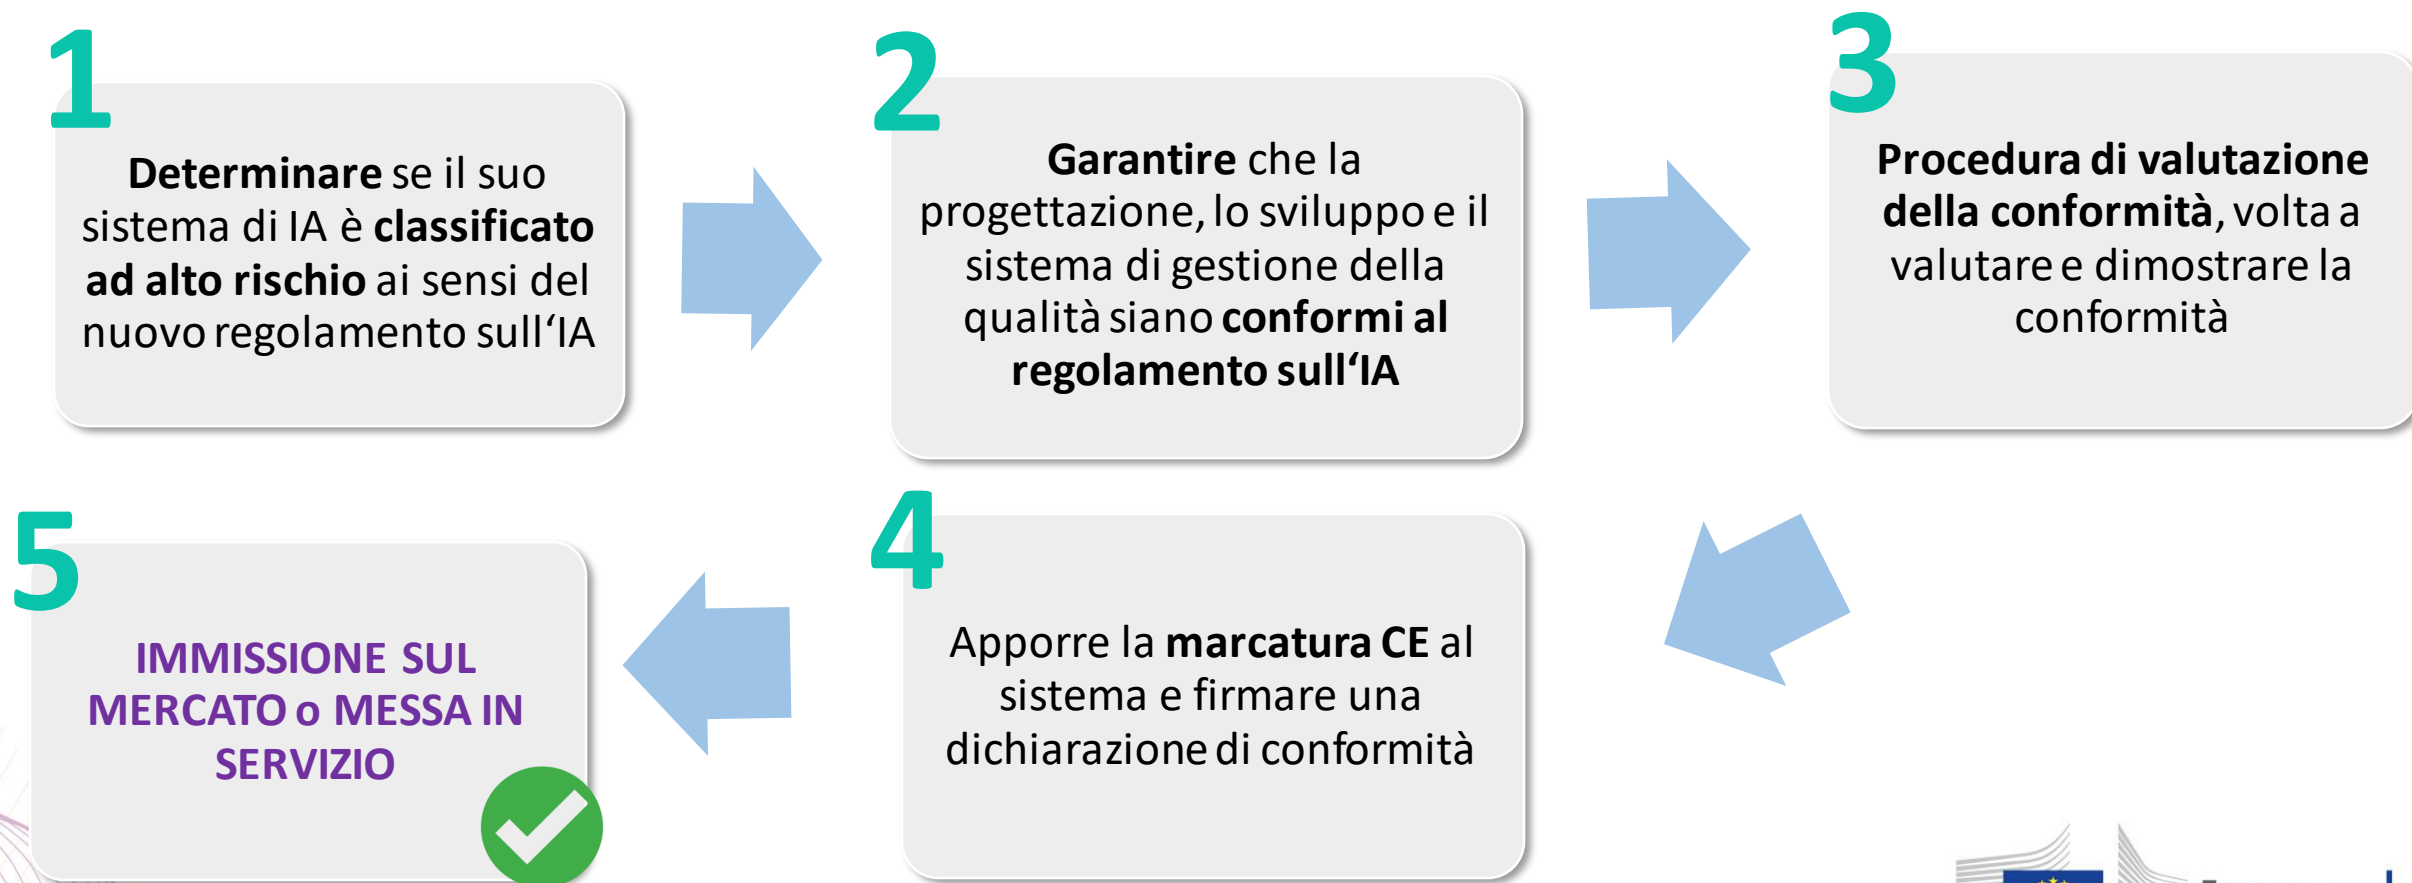 1
Determinare se il suo
sistema di IA è classificato
ad alto rischio ai sensi del
nuovo regolamento sull‘IA
2
Garantire che la
progettazione, lo sviluppo e il
sistema di gestione della
qualità siano conformi al
regolamento sull‘IA
3
Procedura di valutazione
della conformità, volta a
valutare e dimostrare la
conformità
4
Apporre la marcatura CE al
sistema e firmare una
dichiarazione di conformità
5
IMMISSIONE SUL
MERCATO o MESSA IN
SERVIZIO